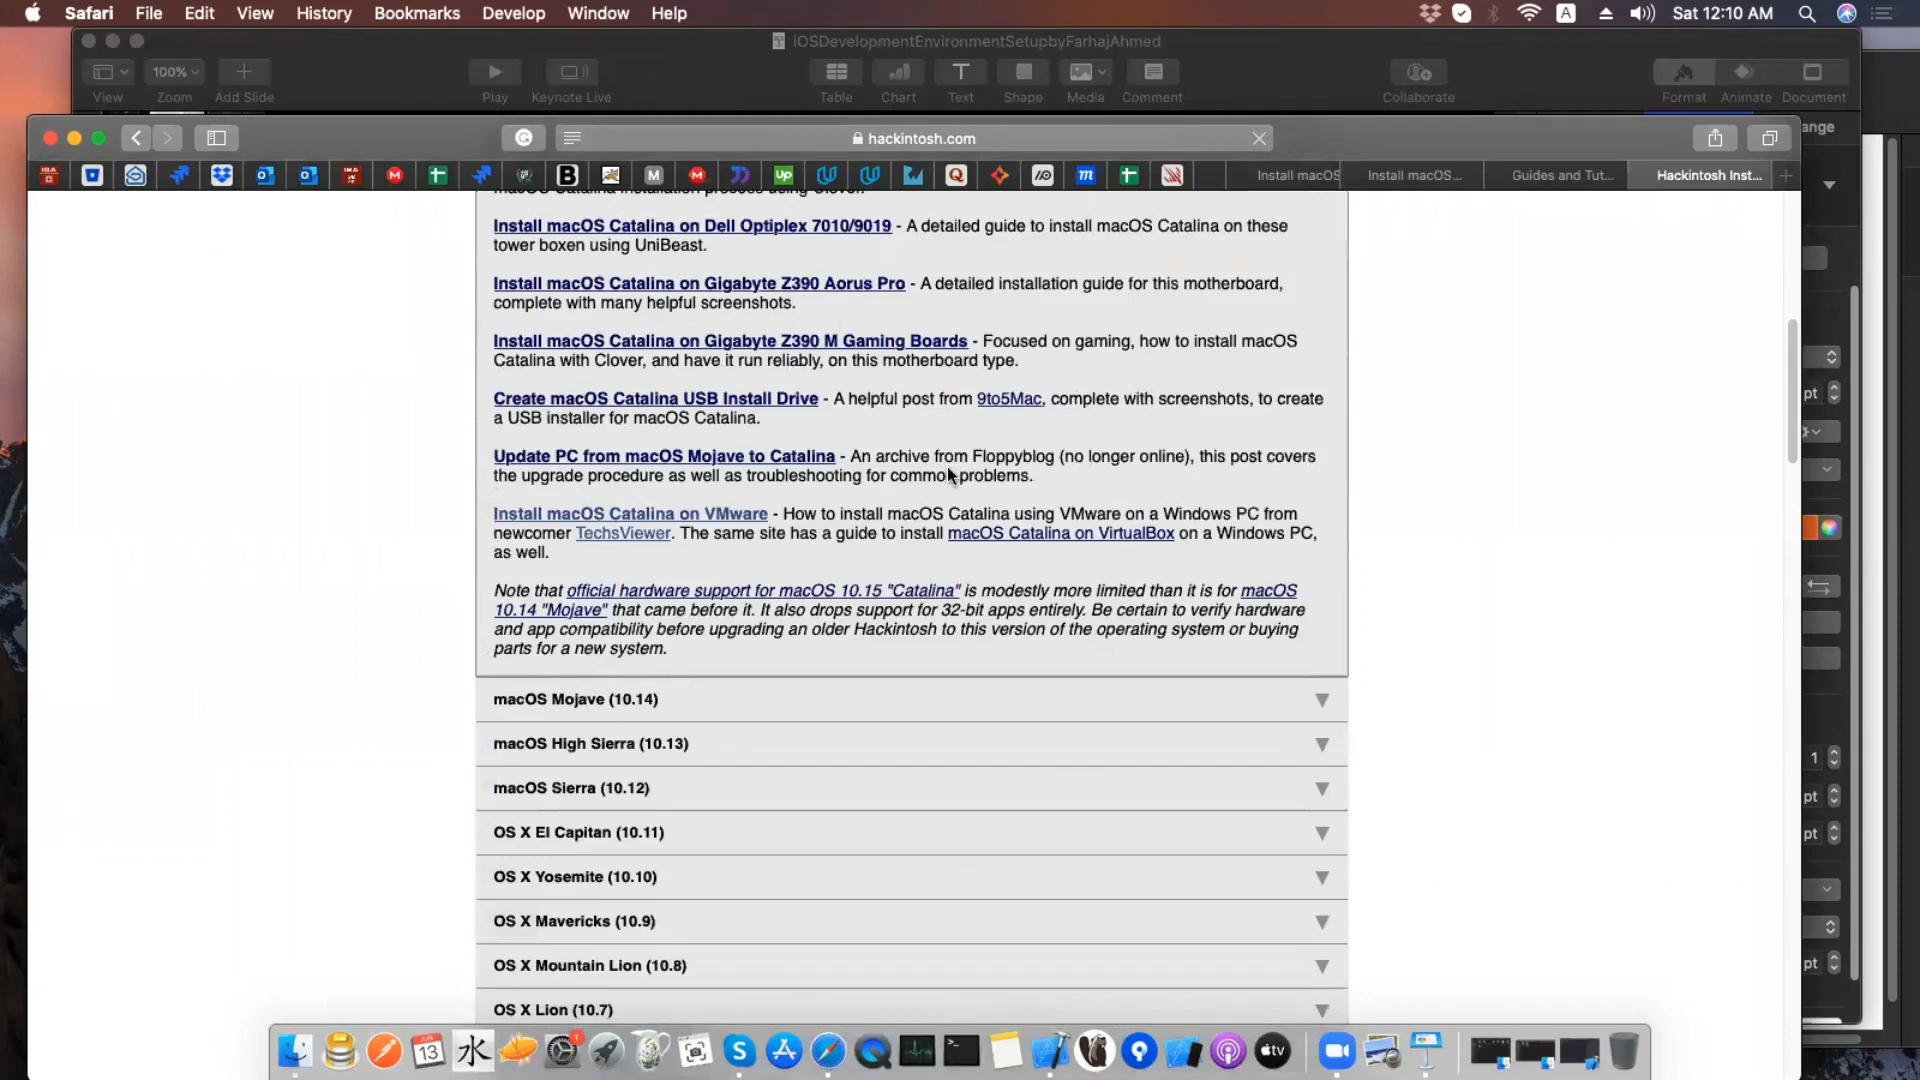 Safari File Edit View History Bookmarks Develop Window Help
A Sat 12:10 AM
iOSDevelopmentEnvironmentSetupbyFarhajAhmed
100%
View Zoom Add Slide Play Keynote Live Table Chart Text Shape Media Comment Collaborate Format Animate Document
hackintosh.com
Install macOS Install macOS... Guides and Tut... Hackintosh Inst...
Install macOS Catalina on Dell Optiplex 7010/9019 - A detailed guide to install macOS Catalina on these
tower boxen using UniBeast.
Install macOS Catalina on Gigabyte Z390 Aorus Pro - A detailed installation guide for this motherboard,
complete with many helpful screenshots.
Install macOS Catalina on Gigabyte Z390 M Gaming Boards - Focused on gaming, how to install macOS
Catalina with Clover, and have it run reliably, on this motherboard type.
Create macOS Catalina USB Install Drive - A helpful post from 9to5Mac, complete with screenshots, to create
a USB installer for macOS Catalina.
Update PC from macOS Mojave to Catalina - An archive from Floppyblog (no longer online), this post covers
the upgrade procedure as well as troubleshooting for common problems.
Install macOS Catalina on VMware - How to install macOS Catalina using VMware on a Windows PC from
newcomer TechsViewer. The same site has a guide to install macOS Catalina on VirtualBox on a Windows PC,
as well.
Note that official hardware support for macOS 10.15 "Catalina" is modestly more limited than it is for macOS
10.14 "Mojave" that came before it. It also drops support for 32-bit apps entirely. Be certain to verify hardware
and app compatibility before upgrading an older Hackintosh to this version of the operating system or buying
parts for a new system.
macOS Mojave (10.14)
macOS High Sierra (10.13)
macOS Sierra (10.12)
OS X El Capitan (10.11)
OS X Yosemite (10.10)
OS X Mavericks (10.9)
OS X Mountain Lion (10.8)
OS X Lion (10.7)
pt
1
pt
pt
pt
JUN
13
水
1
tv